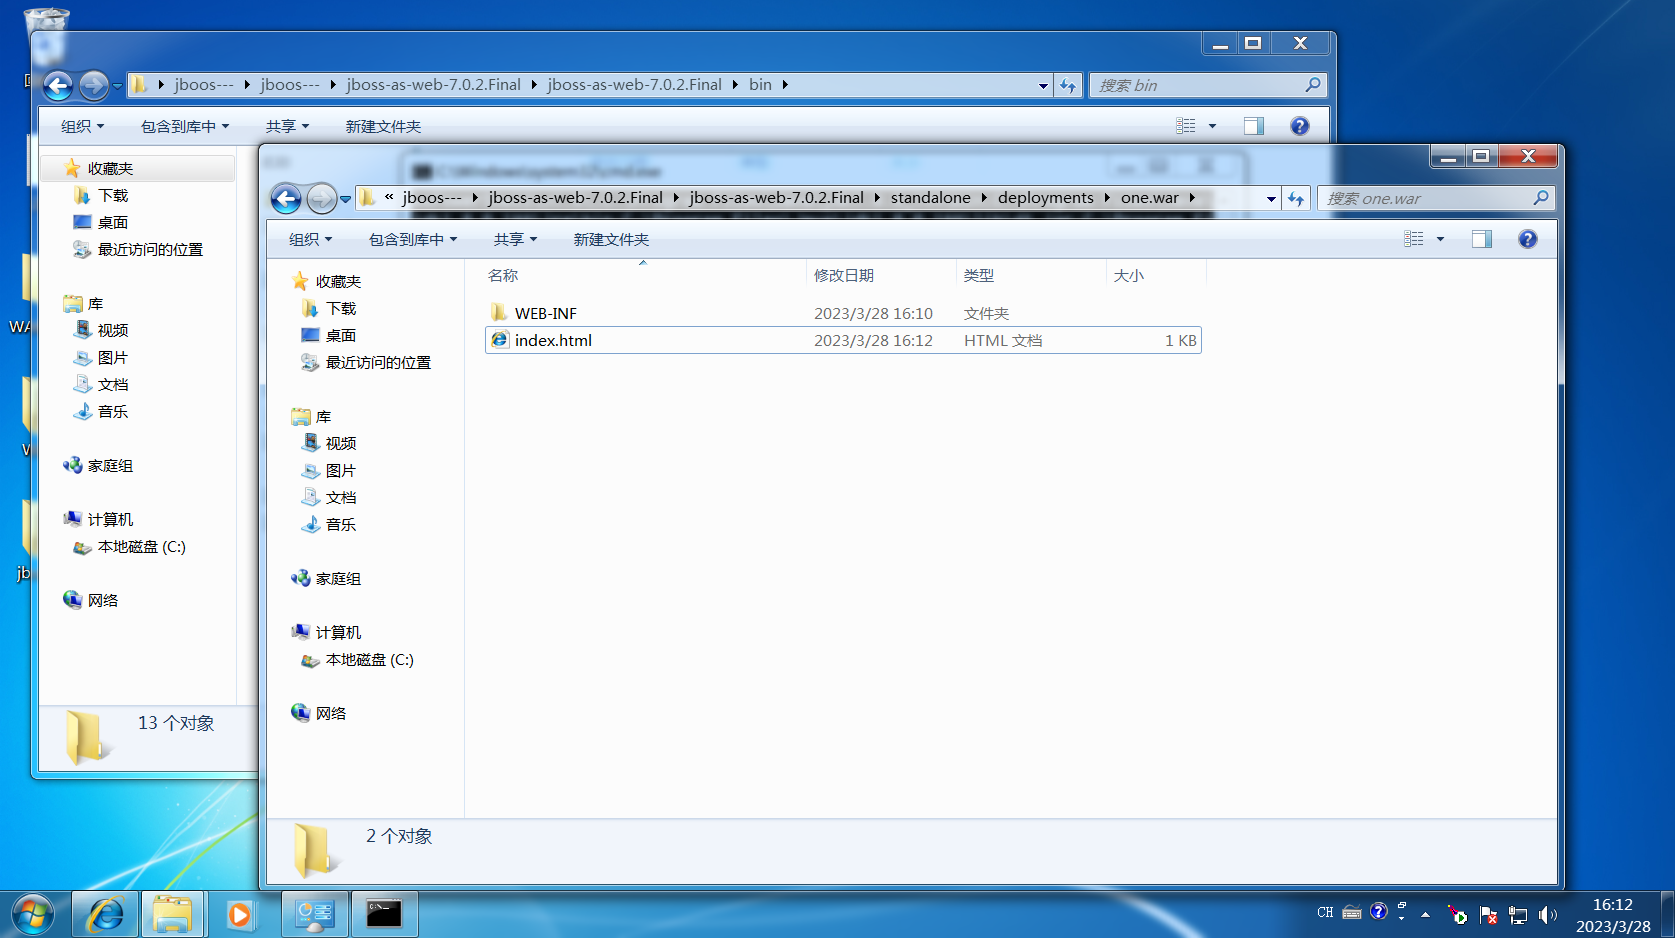 jboos--- jboos--- jboss-as-web-7.0.2.Final jboss-as-web-7.0.2.Final bin
搜索 bin
组织 包含到库中 共享 新建文件夹
收藏夹
下载
桌面
最近访问的位置
库
视频
图片
文档
音乐
家庭组
计算机
本地磁盘 (C:)
网络
13 个对象
« jboos--- jboss-as-web-7.0.2.Final jboss-as-web-7.0.2.Final standalone deployments one.war
搜索 one.war
组织 包含到库中 共享 新建文件夹
收藏夹
下载
桌面
最近访问的位置
库
视频
图片
文档
音乐
家庭组
计算机
本地磁盘 (C:)
网络
名称 修改日期 类型 大小
WEB-INF 2023/3/28 16:10 文件夹
index.html 2023/3/28 16:12 HTML 文档 1 KB
2 个对象
CH
16:12
2023/3/28